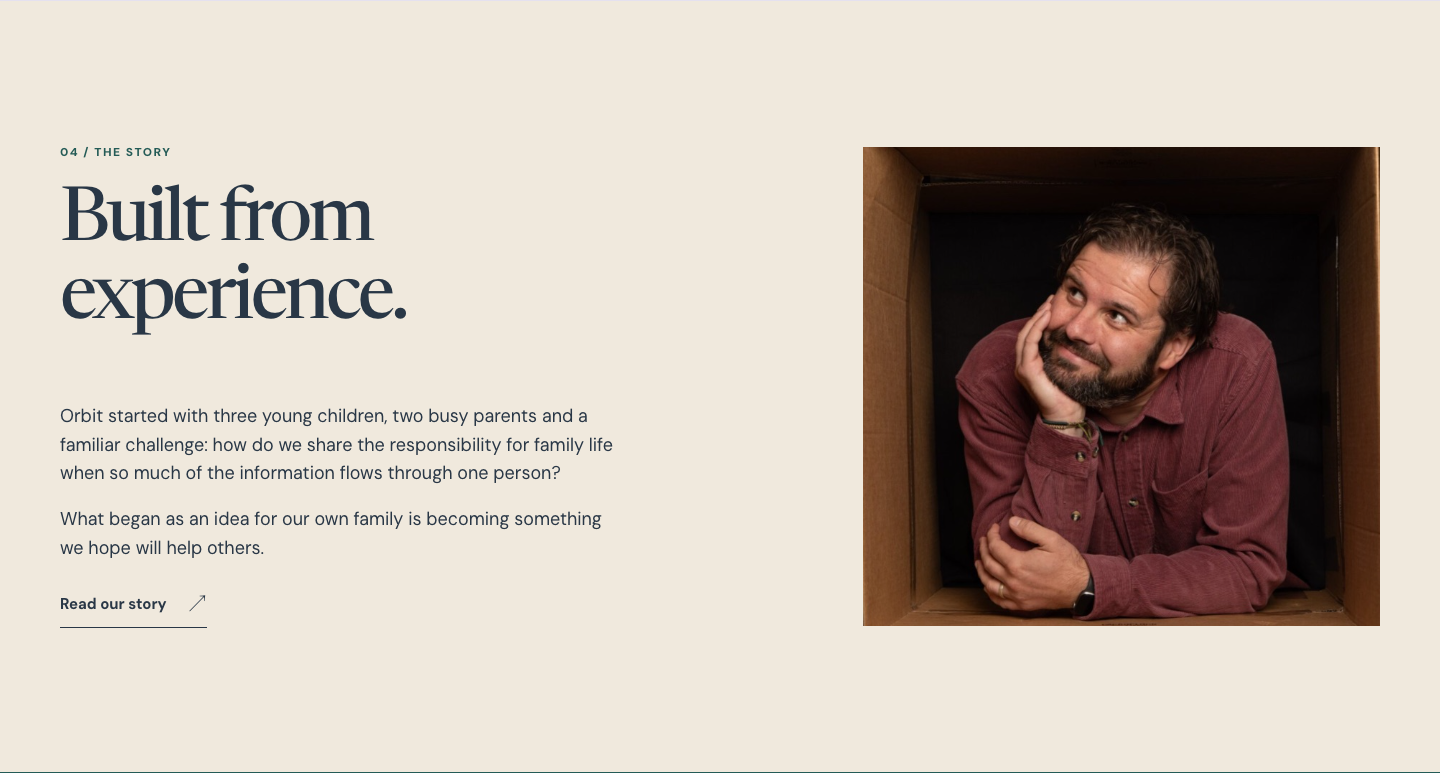 04 / THE STORY
Built from
experience.
Orbit started with three young children, two busy parents and a
familiar challenge: how do we share the responsibility for family life
when so much of the information flows through one person?
What began as an idea for our own family is becoming something
we hope will help others.
Read our story